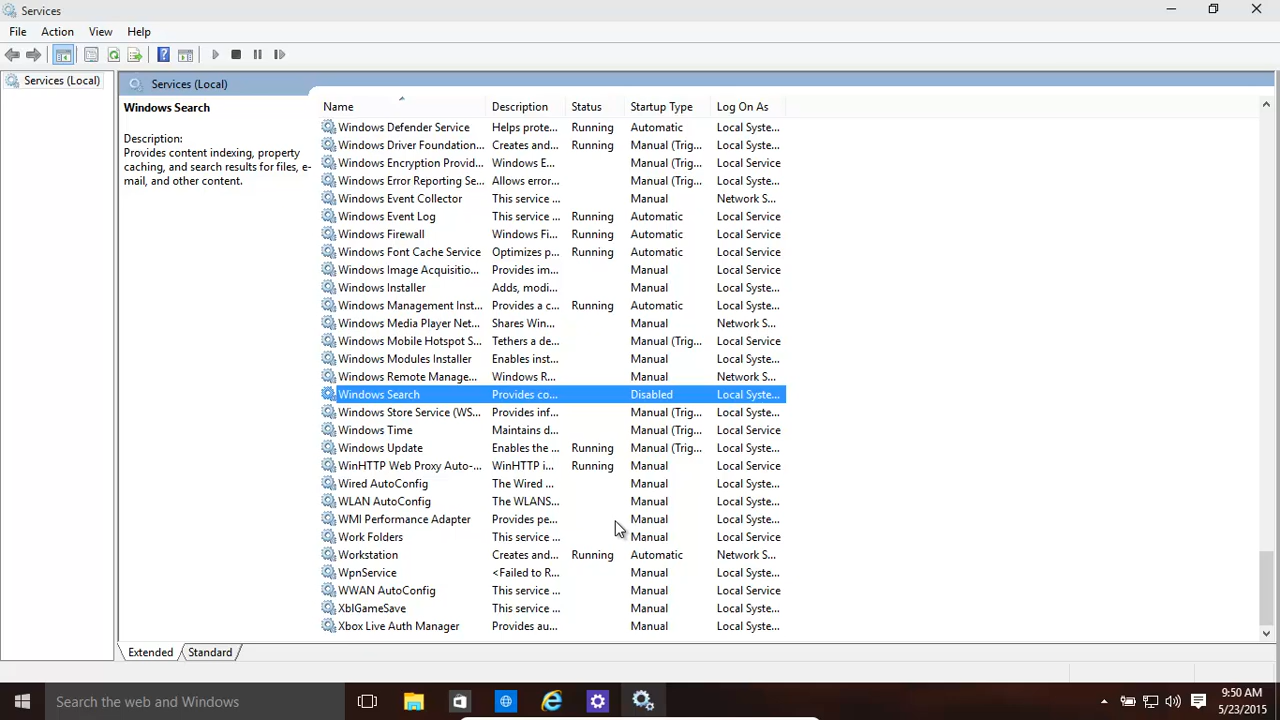 Services
File Action View Help
Services (Local)
Services (Local)
Windows Search
Description:
Provides content indexing, property
caching, and search results for files, e-
mail, and other content.
Name Description Status Startup Type Log On As
Windows Defender Service Helps prote... Running Automatic Local Syste...
Windows Driver Foundation... Creates and... Running Manual (Trig... Local Syste...
Windows Encryption Provid... Windows E... Manual (Trig... Local Service
Windows Error Reporting Se... Allows error... Manual (Trig... Local Syste...
Windows Event Collector This service ... Manual Network S...
Windows Event Log This service ... Running Automatic Local Service
Windows Firewall Windows Fi... Running Automatic Local Service
Windows Font Cache Service Optimizes p... Running Automatic Local Service
Windows Image Acquisitio... Provides im... Manual Local Service
Windows Installer Adds, modi... Manual Local Syste...
Windows Management Inst... Provides a c... Running Automatic Local Syste...
Windows Media Player Net... Shares Win... Manual Network S...
Windows Mobile Hotspot S... Tethers a de... Manual (Trig... Local Service
Windows Modules Installer Enables inst... Manual Local Syste...
Windows Remote Manage... Windows R... Manual Network S...
Windows Search Provides co... Disabled Local Syste...
Windows Store Service (WS... Provides inf... Manual (Trig... Local Syste...
Windows Time Maintains d... Manual (Trig... Local Service
Windows Update Enables the ... Running Manual (Trig... Local Syste...
WinHTTP Web Proxy Auto-... WinHTTP i... Running Manual Local Service
Wired AutoConfig The Wired ... Manual Local Syste...
WLAN AutoConfig The WLANS... Manual Local Syste...
WMI Performance Adapter Provides pe... Manual Local Syste...
Work Folders This service ... Manual Local Service
Workstation Creates and... Running Automatic Network S...
WpnService <Failed to R... Manual Local Syste...
WWAN AutoConfig This service ... Manual Local Service
XblGameSave This service ... Manual Local Syste...
Xbox Live Auth Manager Provides au... Manual Local Syste...
Extended Standard
Search the web and Windows
9:50 AM
5/23/2015